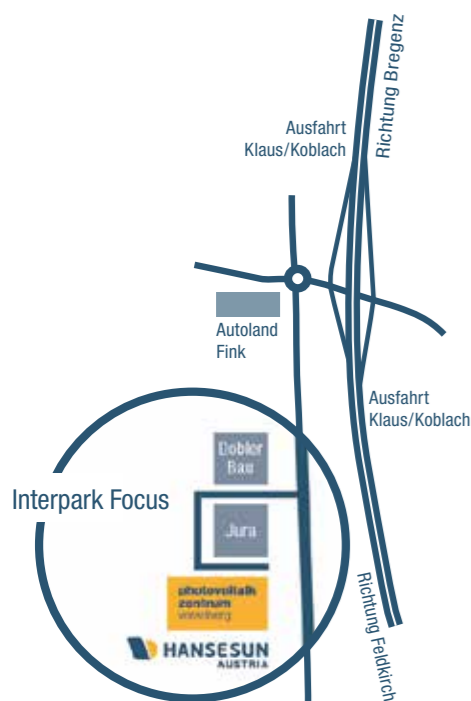 Richtung Bregenz
Ausfahrt
Klaus/Koblach
Autoland
Fink
Ausfahrt
Klaus/Koblach
Dobler
Bau
Interpark Focus
Jura
photovoltaik
zentrum
vorarlberg
HANSESUN
AUSTRIA
Richtung Feldkirch